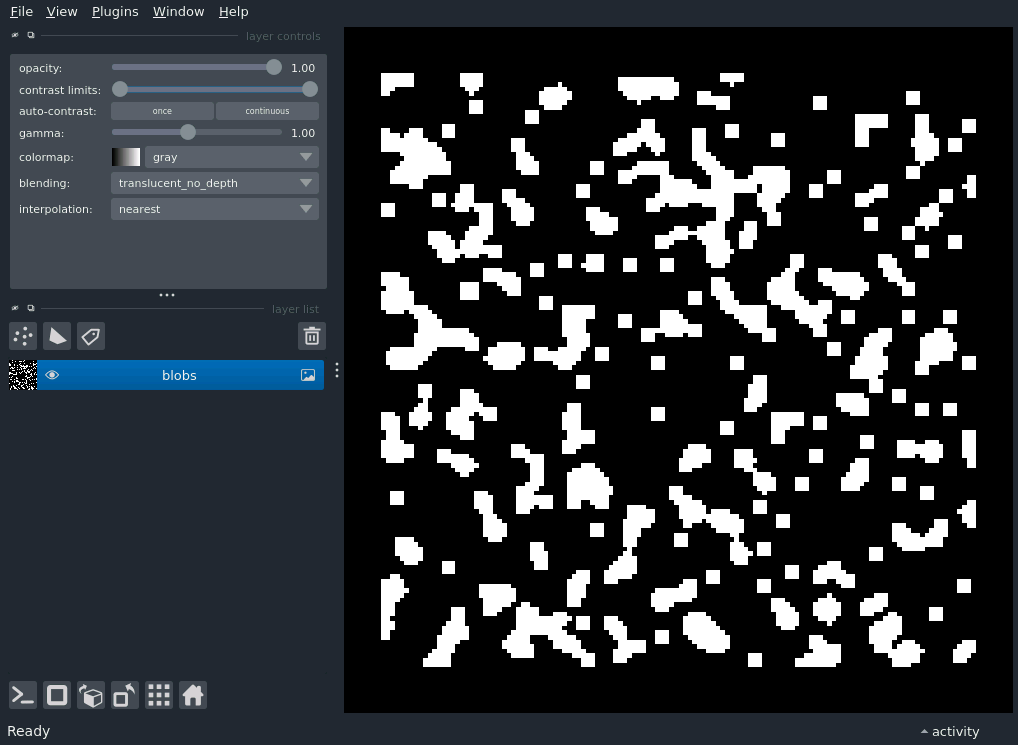 File View Plugins Window Help
layer controls
opacity: 1.00
contrast limits:
auto-contrast: once continuous
gamma: 1.00
colormap: gray
blending: translucent_no_depth
interpolation: nearest
layer list
blobs
Ready activity